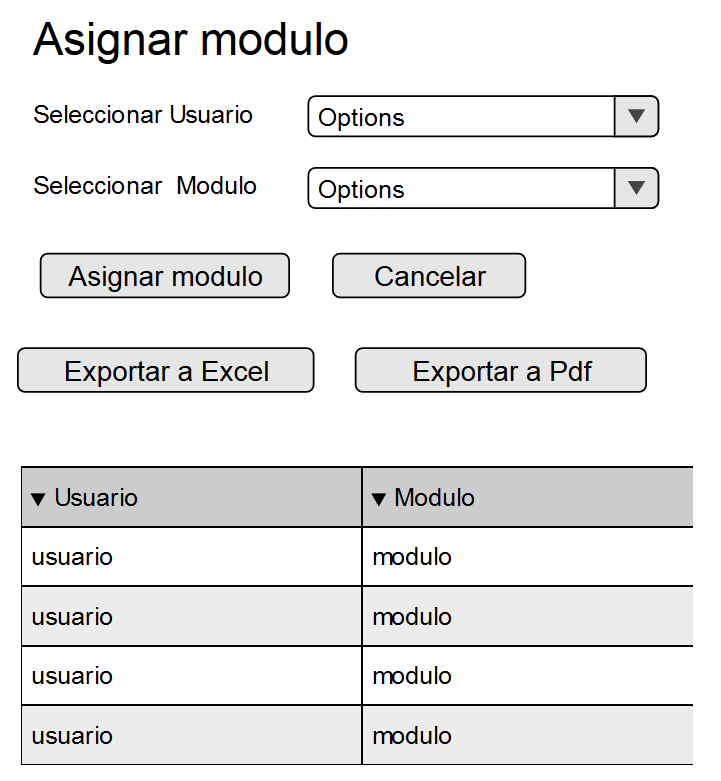 Asignar modulo
Seleccionar Usuario Options
Seleccionar Modulo Options
Asignar modulo Cancelar
Exportar a Excel Exportar a Pdf
Usuario Modulo
usuario modulo
usuario modulo
usuario modulo
usuario modulo